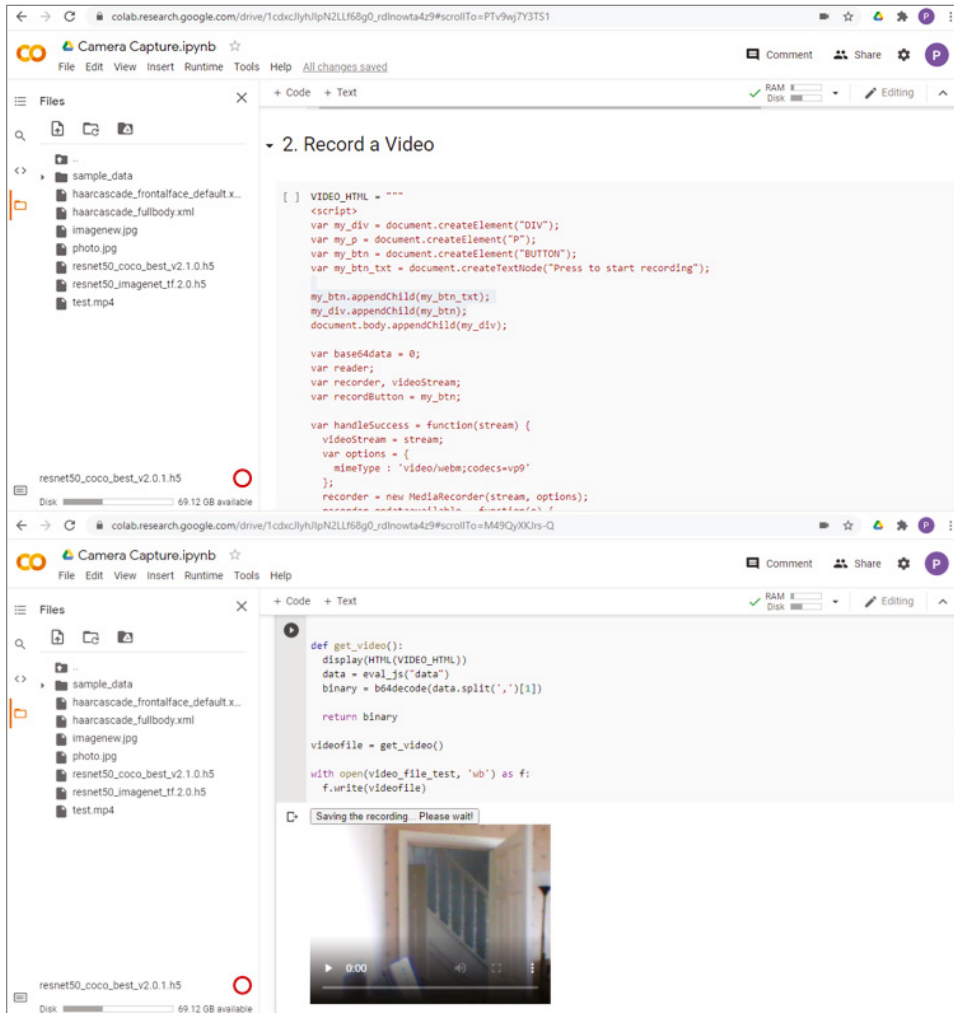 colab.research.google.com/drive/1cdxcJlyhJlpN2LLf68g0_rdlnowta4z9#scrollTo=PTv9wj7Y3TS1
P
Camera Capture.ipynb
Comment Share P
File Edit View Insert Runtime Tools Help All changes saved
Files
+ Code + Text
RAM
Disk
Editing
2. Record a Video
..
sample_data
haarcascade_frontalface_default.x...
haarcascade_fullbody.xml
imagenew.jpg
photo.jpg
resnet50_coco_best_v2.1.0.h5
resnet50_imagenet_tf.2.0.h5
test.mp4
[ ] VIDEO_HTML = """
<script>
var my_div = document.createElement("DIV");
var my_p = document.createElement("P");
var my_btn = document.createElement("BUTTON");
var my_btn_txt = document.createTextNode("Press to start recording");
my_btn.appendChild(my_btn_txt);
my_div.appendChild(my_btn);
document.body.appendChild(my_div);
var base64data = 0;
var reader;
var recorder, videoStream;
var recordButton = my_btn;
var handleSuccess = function(stream) {
videoStream = stream;
var options = {
mimeType : 'video/webm;codecs=vp9'
};
recorder = new MediaRecorder(stream, options);
resnet50_coco_best_v2.0.1.h5
Disk 69.12 GB available
colab.research.google.com/drive/1cdxcJlyhJlpN2LLf68g0_rdlnowta4z9#scrollTo=M49QyXKJrs-Q
P
Camera Capture.ipynb
Comment Share P
File Edit View Insert Runtime Tools Help
Files
+ Code + Text
RAM
Disk
Editing
..
sample_data
haarcascade_frontalface_default.x...
haarcascade_fullbody.xml
imagenew.jpg
photo.jpg
resnet50_coco_best_v2.1.0.h5
resnet50_imagenet_tf.2.0.h5
test.mp4
def get_video():
display(HTML(VIDEO_HTML))
data = eval_js("data")
binary = b64decode(data.split(',')[1])
return binary
videofile = get_video()
with open(video_file_test, 'wb') as f:
f.write(videofile)
Saving the recording... Please wait!
0:00
resnet50_coco_best_v2.0.1.h5
Disk 69.12 GB available